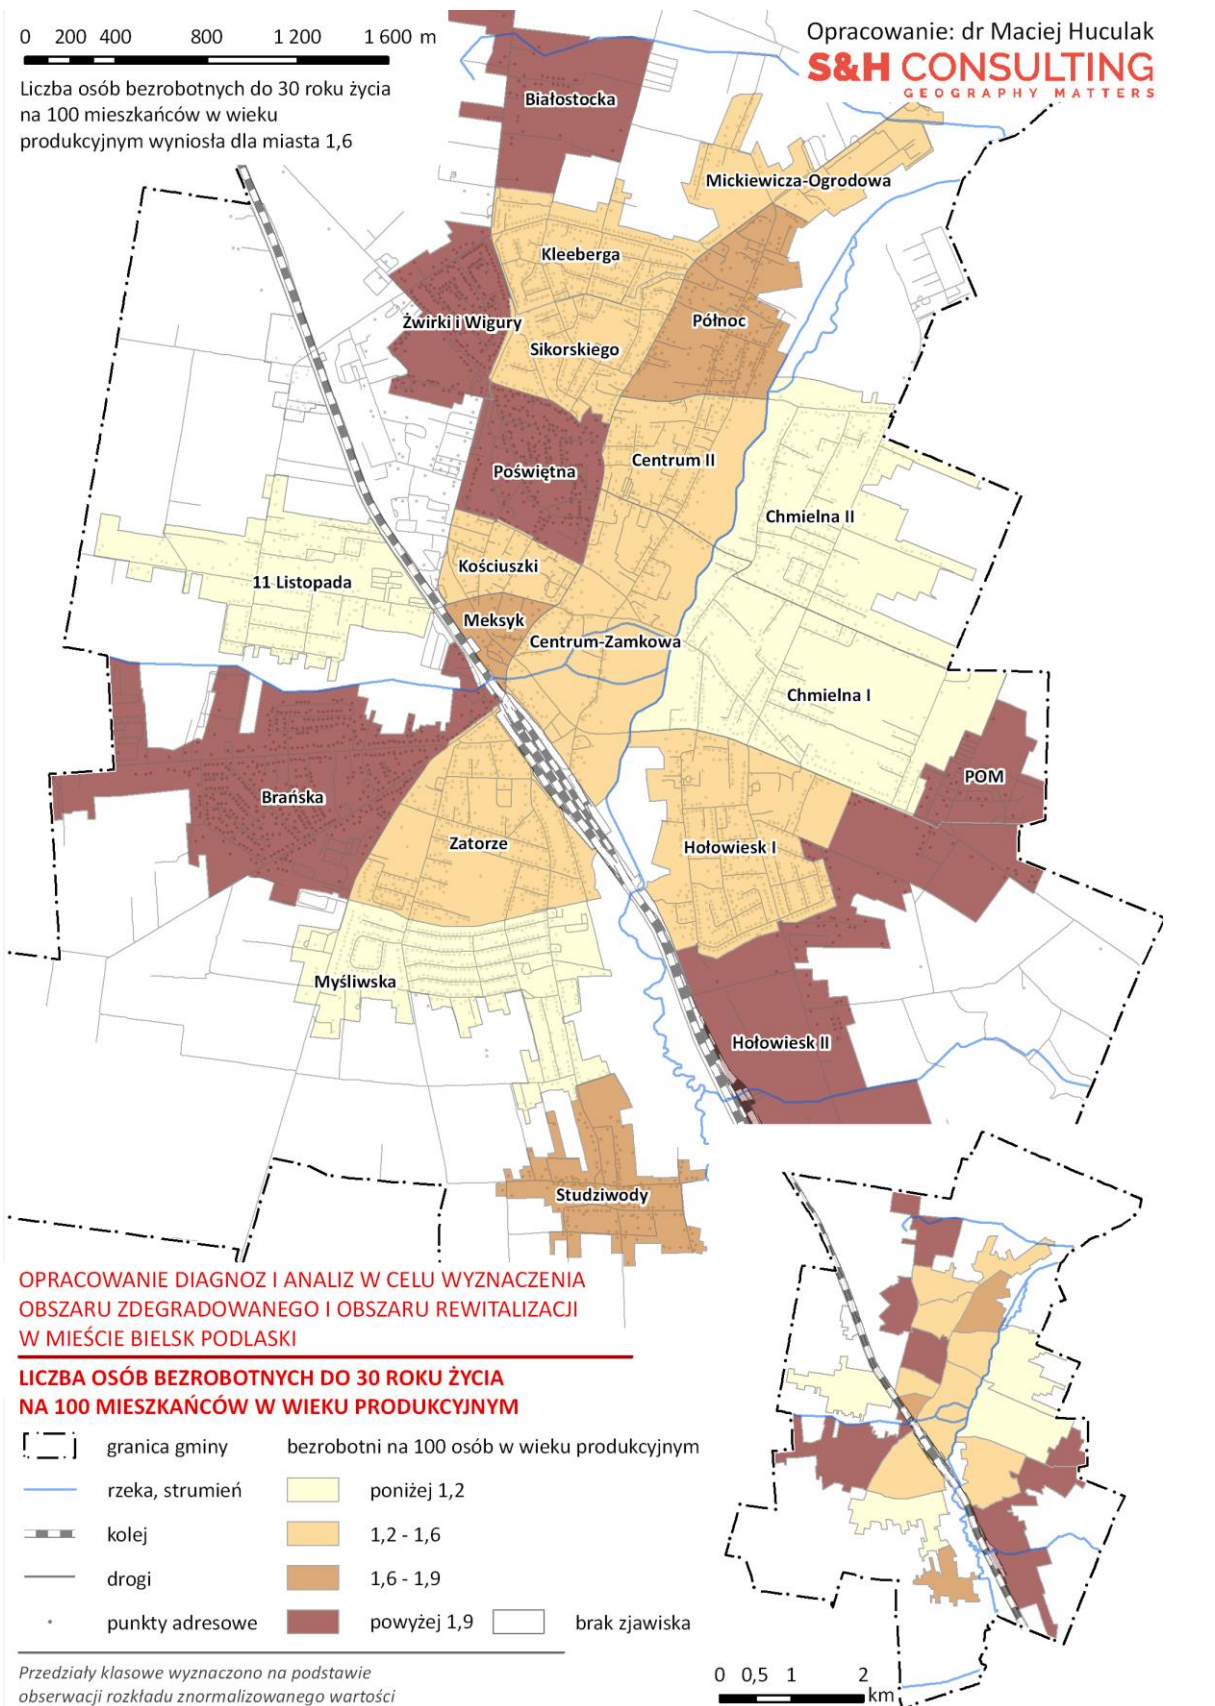 0 200 400 800 1 200 1 600 m
Opracowanie: dr Maciej Huculak
S&H CONSULTING
GEOGRAPHY MATTERS
Liczba osób bezrobotnych do 30 roku życia
na 100 mieszkańców w wieku
produkcyjnym wyniosła dla miasta 1,6
Białostocka
Mickiewicza-Ogrodowa
Kleeberga
Żwirki i Wigury
Północ
Sikorskiego
Centrum II
Poświętna
Chmielna II
Kościuszki
11 Listopada
Meksyk
Centrum-Zamkowa
Chmielna I
POM
Brańska
Zatorze
Hołowiesk I
Myśliwska
Hołowiesk II
Studziwody
OPRACOWANIE DIAGNOZ I ANALIZ W CELU WYZNACZENIA
OBSZARU ZDEGRADOWANEGO I OBSZARU REWITALIZACJI
W MIEŚCIE BIELSK PODLASKI
LICZBA OSÓB BEZROBOTNYCH DO 30 ROKU ŻYCIA
NA 100 MIESZKAŃCÓW W WIEKU PRODUKCYJNYM
granica gminy bezrobotni na 100 osób w wieku produkcyjnym
rzeka, strumień poniżej 1,2
kolej 1,2 - 1,6
drogi 1,6 - 1,9
punkty adresowe powyżej 1,9 brak zjawiska
Przedziały klasowe wyznaczono na podstawie
obserwacji rozkładu znormalizowanego wartości
0 0,5 1 2
km